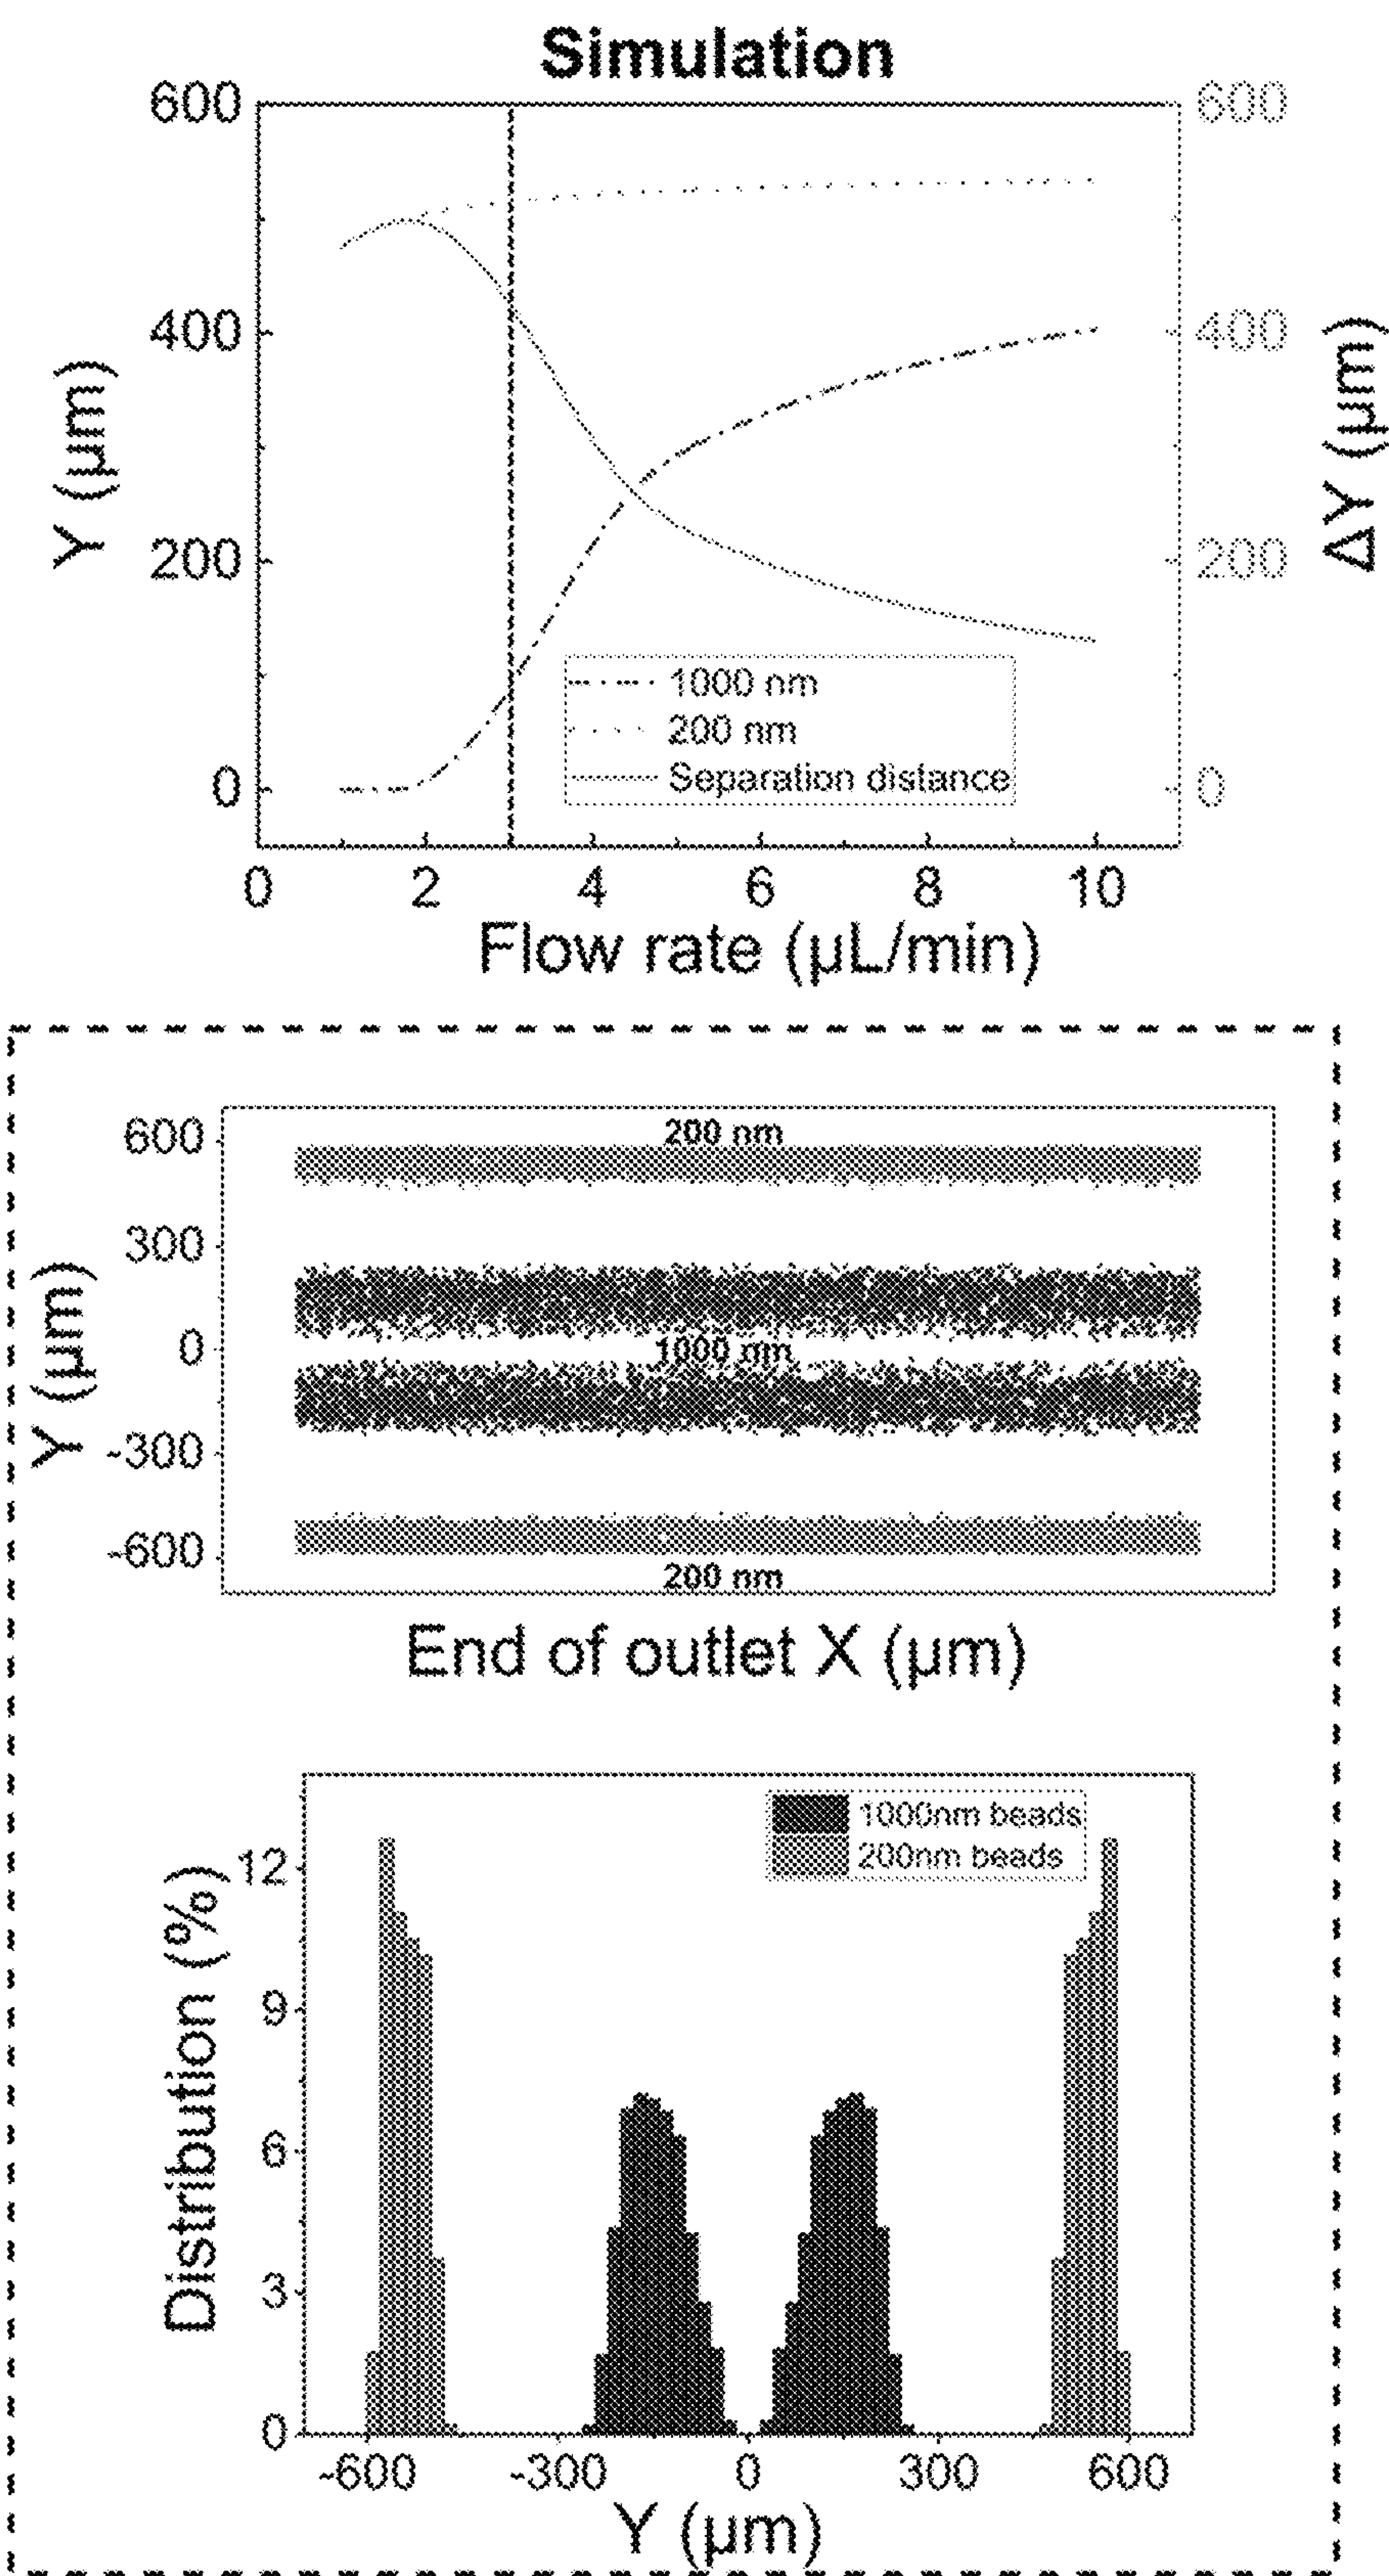 Simulation
600
600
400
400
200
200
0
0
Y (μm)
ΔY (μm)
1000 nm
200 nm
Separation distance
0 2 4 6 8 10
Flow rate (μL/min)
600
300
0
-300
-600
Y (μm)
200 nm
1000 nm
200 nm
End of outlet X (μm)
1000nm beads
200nm beads
12
9
6
3
0
Distribution (%)
-600 -300 0 300 600
Y (μm)